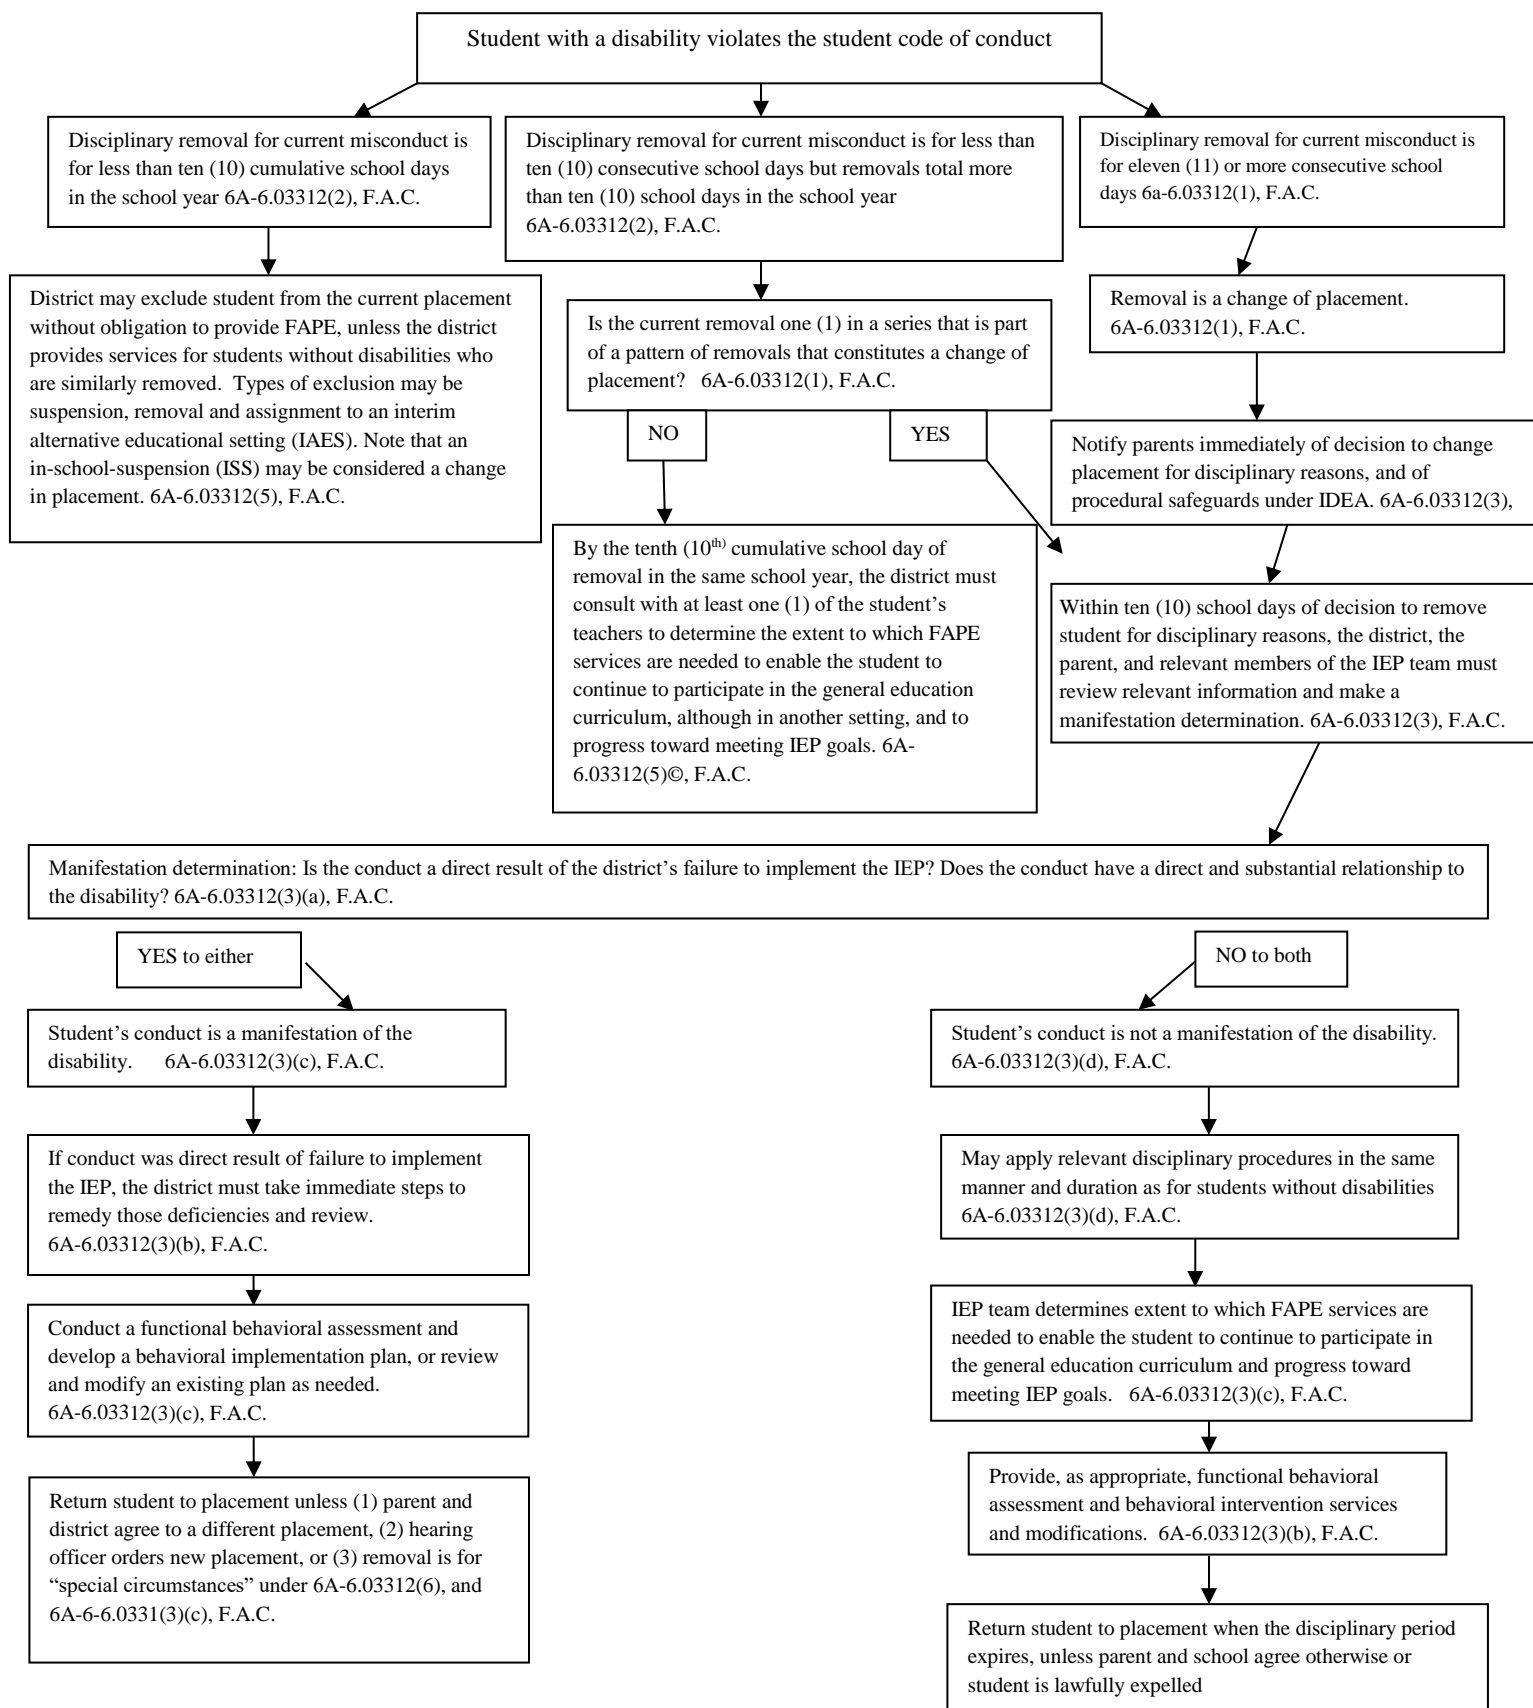 Student with a disability violates the student code of conduct
Disciplinary removal for current misconduct is
for less than ten (10) cumulative school days
in the school year 6A-6.03312(2), F.A.C.
Disciplinary removal for current misconduct is for less than
ten (10) consecutive school days but removals total more
than ten (10) school days in the school year
6A-6.03312(2), F.A.C.
Disciplinary removal for current misconduct is
for eleven (11) or more consecutive school
days 6a-6.03312(1), F.A.C.
District may exclude student from the current placement
without obligation to provide FAPE, unless the district
provides services for students without disabilities who
are similarly removed.  Types of exclusion may be
suspension, removal and assignment to an interim
alternative educational setting (IAES). Note that an
in-school-suspension (ISS) may be considered a change
in placement. 6A-6.03312(5), F.A.C.
Is the current removal one (1) in a series that is part
of a pattern of removals that constitutes a change of
placement?   6A-6.03312(1), F.A.C.
Removal is a change of placement.
6A-6.03312(1), F.A.C.
NO
YES
Notify parents immediately of decision to change
placement for disciplinary reasons, and of
procedural safeguards under IDEA. 6A-6.03312(3),
By the tenth (10th) cumulative school day of
removal in the same school year, the district must
consult with at least one (1) of the student’s
teachers to determine the extent to which FAPE
services are needed to enable the student to
continue to participate in the general education
curriculum, although in another setting, and to
progress toward meeting IEP goals. 6A-
6.03312(5)©, F.A.C.
Within ten (10) school days of decision to remove
student for disciplinary reasons, the district, the
parent, and relevant members of the IEP team must
review relevant information and make a
manifestation determination. 6A-6.03312(3), F.A.C.
Manifestation determination: Is the conduct a direct result of the district’s failure to implement the IEP? Does the conduct have a direct and substantial relationship to
the disability? 6A-6.03312(3)(a), F.A.C.
YES to either
NO to both
Student’s conduct is a manifestation of the
disability.      6A-6.03312(3)(c), F.A.C.
Student’s conduct is not a manifestation of the disability.
6A-6.03312(3)(d), F.A.C.
If conduct was direct result of failure to implement
the IEP, the district must take immediate steps to
remedy those deficiencies and review.
6A-6.03312(3)(b), F.A.C.
May apply relevant disciplinary procedures in the same
manner and duration as for students without disabilities
6A-6.03312(3)(d), F.A.C.
Conduct a functional behavioral assessment and
develop a behavioral implementation plan, or review
and modify an existing plan as needed.
6A-6.03312(3)(c), F.A.C.
IEP team determines extent to which FAPE services are
needed to enable the student to continue to participate in
the general education curriculum and progress toward
meeting IEP goals.   6A-6.03312(3)(c), F.A.C.
Return student to placement unless (1) parent and
district agree to a different placement, (2) hearing
officer orders new placement, or (3) removal is for
“special circumstances” under 6A-6.03312(6), and
6A-6-6.0331(3)(c), F.A.C.
Provide, as appropriate, functional behavioral
assessment and behavioral intervention services
and modifications.  6A-6.03312(3)(b), F.A.C.
Return student to placement when the disciplinary period
expires, unless parent and school agree otherwise or
student is lawfully expelled